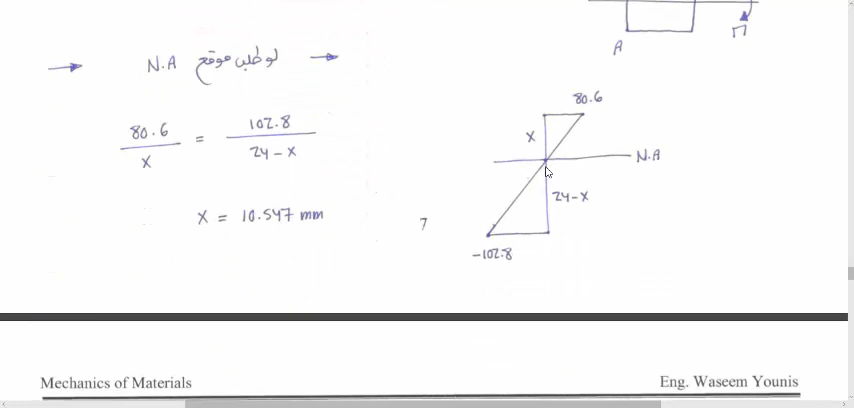 A
M
→ لو طلب موقع N.A →
80.6 / x = 102.8 / 24-x
x = 10.547 mm
80.6
x
N.A
24-x
-102.8
7
Mechanics of Materials
Eng. Waseem Younis